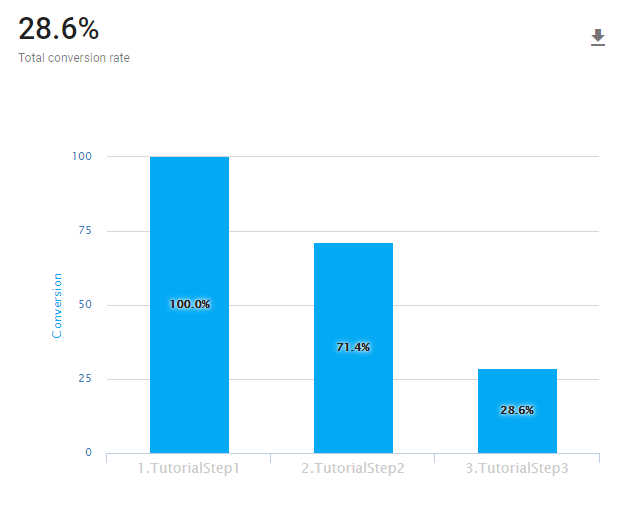 28.6%
Total conversion rate
100
75
50
25
0
Conversion
100.0%
71.4%
28.6%
1.TutorialStep1
2.TutorialStep2
3.TutorialStep3